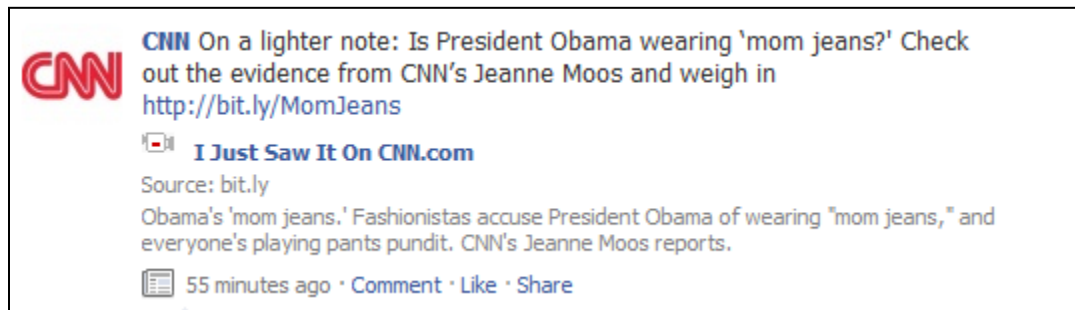 CNN
CNN On a lighter note: Is President Obama wearing ‘mom jeans?' Check
out the evidence from CNN’s Jeanne Moos and weigh in
http://bit.ly/MomJeans
I Just Saw It On CNN.com
Source: bit.ly
Obama's 'mom jeans.' Fashionistas accuse President Obama of wearing "mom jeans," and
everyone's playing pants pundit. CNN's Jeanne Moos reports.
55 minutes ago · Comment · Like · Share